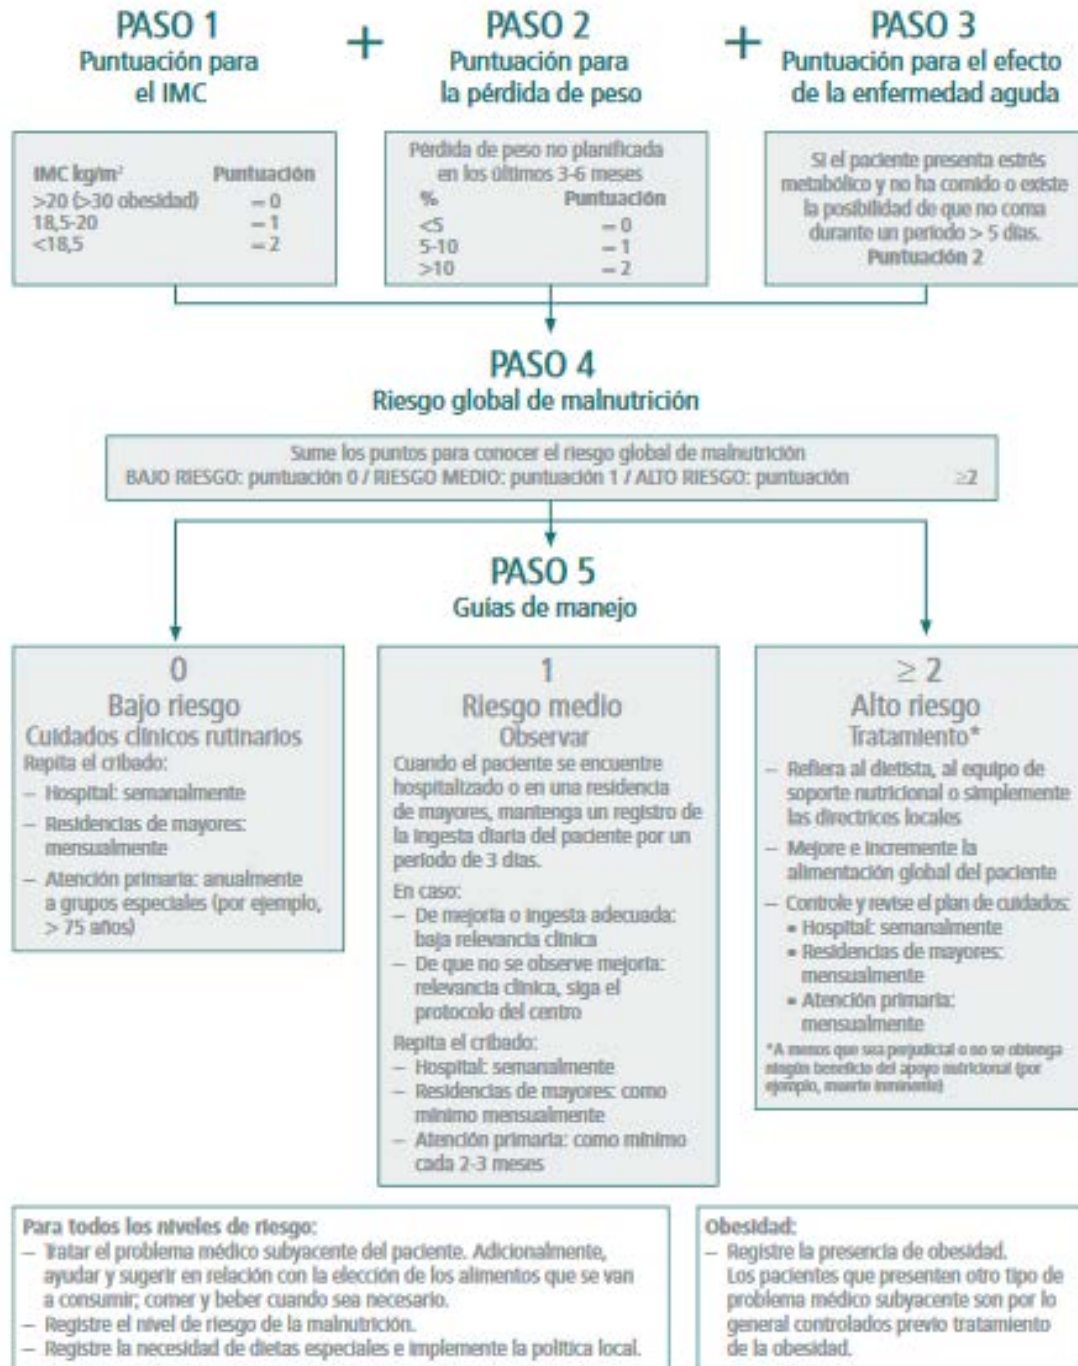 PASO 1
Puntuación para
el IMC
+
PASO 2
Puntuación para
la pérdida de peso
+
PASO 3
Puntuación para el efecto
de la enfermedad aguda
IMC kg/m² Puntuación
>20 (>30 obesidad) = 0
18,5-20 = 1
<18,5 = 2
Pérdida de peso no planificada
en los últimos 3-6 meses
% Puntuación
<5 = 0
5-10 = 1
>10 = 2
Si el paciente presenta estrés
metabólico y no ha comido o existe
la posibilidad de que no coma
durante un periodo > 5 días.
Puntuación 2
PASO 4
Riesgo global de malnutrición
Sume los puntos para conocer el riesgo global de malnutrición
BAJO RIESGO: puntuación 0 / RIESGO MEDIO: puntuación 1 / ALTO RIESGO: puntuación ≥2
PASO 5
Guías de manejo
0
Bajo riesgo
Cuidados clínicos rutinarios
Repita el cribado:
– Hospital: semanalmente
– Residencias de mayores:
mensualmente
– Atención primaria: anualmente
a grupos especiales (por ejemplo,
> 75 años)
1
Riesgo medio
Observar
Cuando el paciente se encuentre
hospitalizado o en una residencia
de mayores, mantenga un registro de
la ingesta diaria del paciente por un
período de 3 días.
En caso:
– De mejoría o ingesta adecuada:
baja relevancia clínica
– De que no se observe mejoría:
relevancia clínica, siga el
protocolo del centro
Repita el cribado:
– Hospital: semanalmente
– Residencias de mayores: como
mínimo mensualmente
– Atención primaria: como mínimo
cada 2-3 meses
≥ 2
Alto riesgo
Tratamiento*
– Refiera al dietista, al equipo de
soporte nutricional o simplemente
las directrices locales
– Mejore e incremente la
alimentación global del paciente
– Controle y revise el plan de cuidados:
• Hospital: semanalmente
• Residencias de mayores:
mensualmente
• Atención primaria:
mensualmente
*A menos que sea perjudicial o no se obtenga
ningún beneficio del apoyo nutricional (por
ejemplo, muerte inminente)
Para todos los niveles de riesgo:
– Tratar el problema médico subyacente del paciente. Adicionalmente,
ayudar y sugerir en relación con la elección de los alimentos que se van
a consumir; comer y beber cuando sea necesario.
– Registre el nivel de riesgo de la malnutrición.
– Registre la necesidad de dietas especiales e implemente la política local.
Obesidad:
– Registre la presencia de obesidad.
Los pacientes que presenten otro tipo de
problema médico subyacente son por lo
general controlados previo tratamiento
de la obesidad.